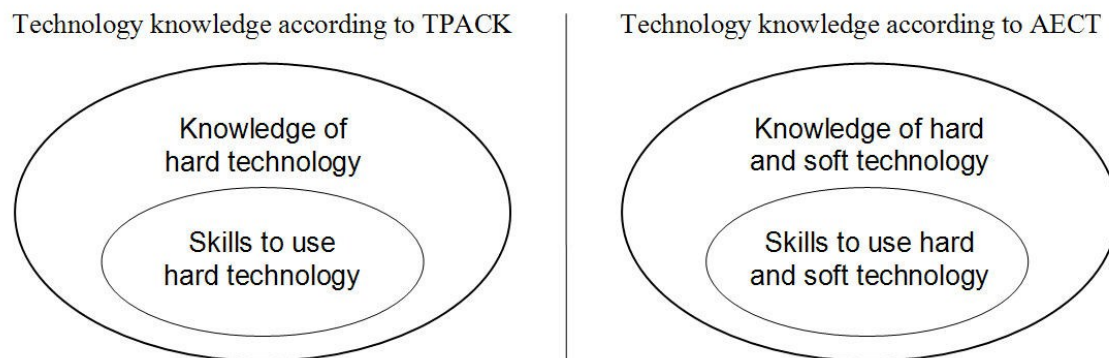 Technology knowledge according to TPACK
Knowledge of
hard technology
Skills to use
hard technology
Technology knowledge according to AECT
Knowledge of hard
and soft technology
Skills to use hard
and soft technology